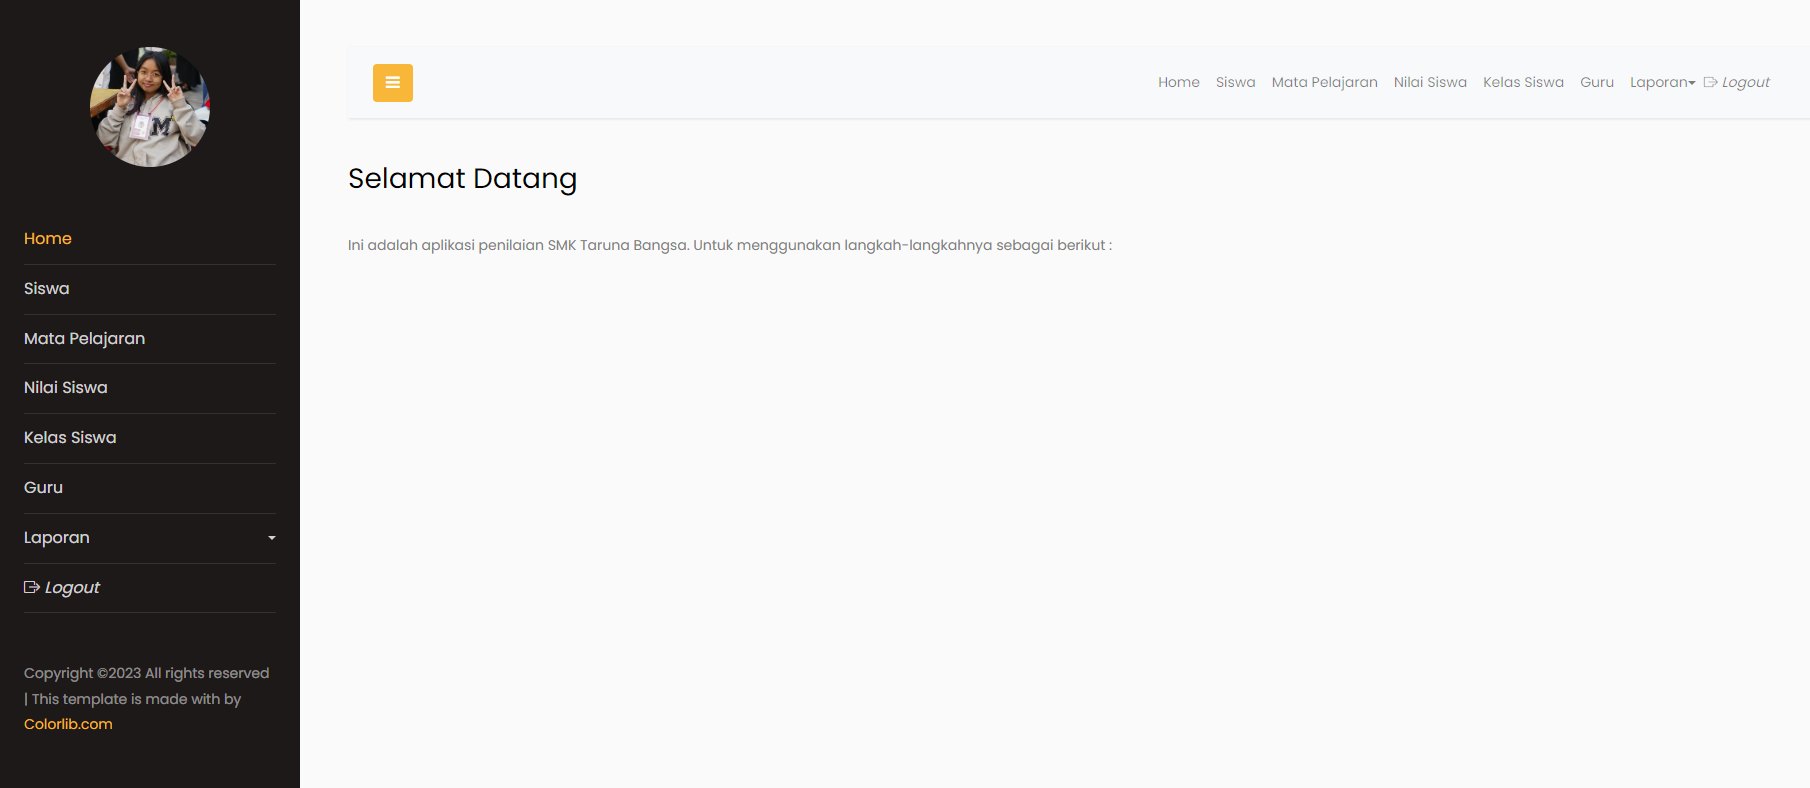 Home
Siswa
Mata Pelajaran
Nilai Siswa
Kelas Siswa
Guru
Laporan
Logout
Copyright ©2023 All rights reserved
| This template is made with by
Colorlib.com
Home Siswa Mata Pelajaran Nilai Siswa Kelas Siswa Guru Laporan Logout
Selamat Datang
Ini adalah aplikasi penilaian SMK Taruna Bangsa. Untuk menggunakan langkah-langkahnya sebagai berikut :
M